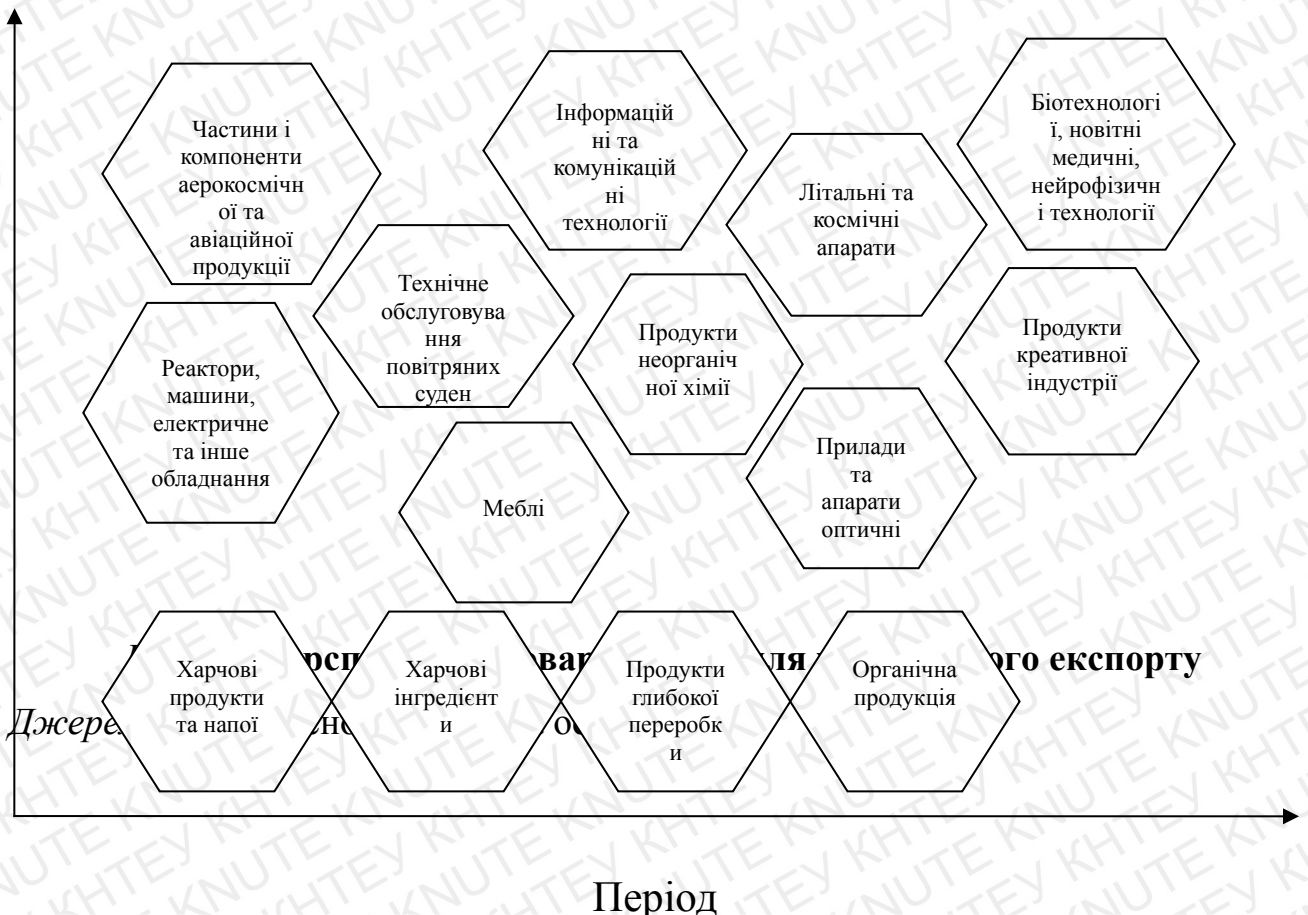 Частини і
компоненти
аерокосмічн
ої та
авіаційної
продукції
Інформацій
ні та
комунікацій
ні
технології
Біотехнологі
ї, новітні
медичні,
нейрофізичн
і технології
Літальні та
космічні
апарати
Технічне
обслуговува
ння
повітряних
суден
Продукти
неорганіч
ної хімії
Продукти
креативної
індустрії
Реактори,
машини,
електричне
та інше
обладнання
Прилади
та
апарати
оптичні
Меблі
експорту
Харчові
продукти
та напої
Харчові
інгредієнт
и
Продукти
глибокої
переробк
и
Органічна
продукція
Період
KNUTE КНТЕУ